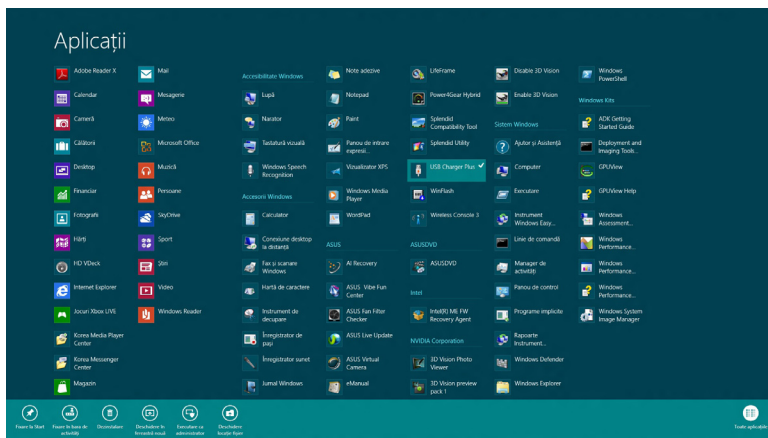 Aplicații
Adobe Reader X
Calendar
Cameră
Călătorii
Desktop
Financiar
Fotografii
Hărți
HD VDeck
Internet Explorer
Jocuri Xbox LIVE
Korea Media Player
Center
Korea Messenger
Center
Magazin
Mail
Mesagerie
Meteo
Microsoft Office
Muzică
Persoane
SkyDrive
Sport
Știri
Video
Windows Reader
Accesibilitate Windows
Lupă
Narator
Tastatură vizuală
Windows Speech
Recognition
Accesorii Windows
Calculator
Conexiune desktop
la distanță
Fax și scanare
Windows
Hartă de caractere
Instrument de
decupare
Înregistrator de
pași
Înregistrator sunet
Jurnal Windows
Note adezive
Notepad
Paint
Panou de intrare
expresii...
Vizualizator XPS
Windows Media
Player
WordPad
ASUS
AI Recovery
ASUS Vibe Fun
Center
ASUS Fan Filter
Checker
ASUS Live Update
ASUS Virtual
Camera
eManual
LifeFrame
Power4Gear Hybrid
Splendid
Compatibility Tool
Splendid Utility
USB Charger Plus
WinFlash
Wireless Console 3
ASUSDVD
ASUSDVD
Intel
Intel(R) ME FW
Recovery Agent
NVIDIA Corporation
3D Vision Photo
Viewer
3D Vision preview
pack 1
Disable 3D Vision
Enable 3D Vision
Sistem Windows
Ajutor și Asistență
Computer
Executare
Instrument
Windows Easy...
Linie de comandă
Manager de
activități
Panou de control
Programe implicite
Rapoarte
Instrument...
Windows Defender
Windows Explorer
Windows
PowerShell
Windows Kits
ADK Getting
Started Guide
Deployment and
Imaging Tools...
GPUView
GPUView Help
Windows
Assessment...
Windows
Performance...
Windows
Performance...
Windows
Performance...
Windows System
Image Manager
Fixare la Start
Fixare în bara de
activități
Dezinstalare
Deschidere în
fereastră nouă
Executare ca
administrator
Deschidere
locație fișier
Toate aplicațiile